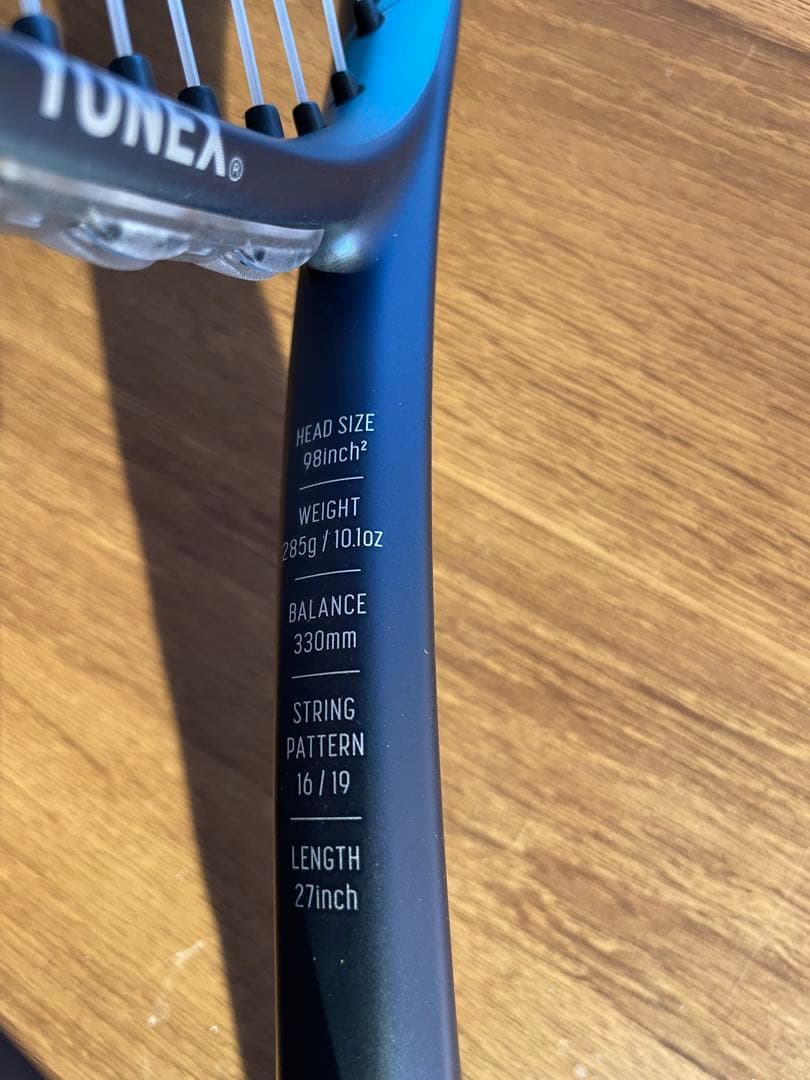 YONEX®
HEAD SIZE
98inch²
WEIGHT
285g / 10.1oz
BALANCE
330mm
STRING
PATTERN
16 / 19
LENGTH
27inch